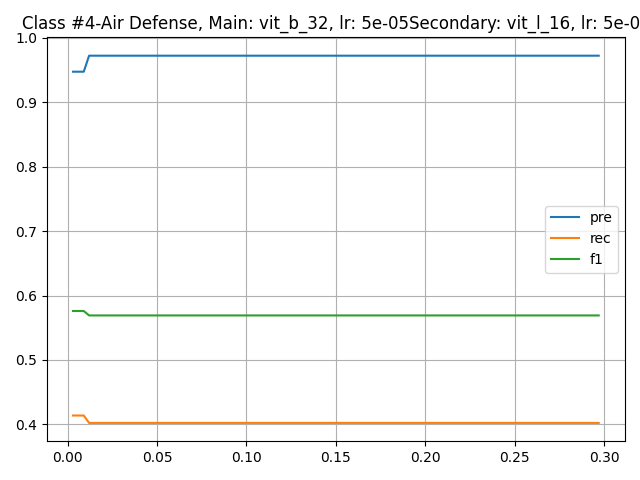 Class #4-Air Defense, Main: vit_b_32, lr: 5e-05Secondary: vit_l_16, lr: 5e-0
1.0
0.9
0.8
0.7
0.6
0.5
0.4
pre
rec
f1
0.00 0.05 0.10 0.15 0.20 0.25 0.30